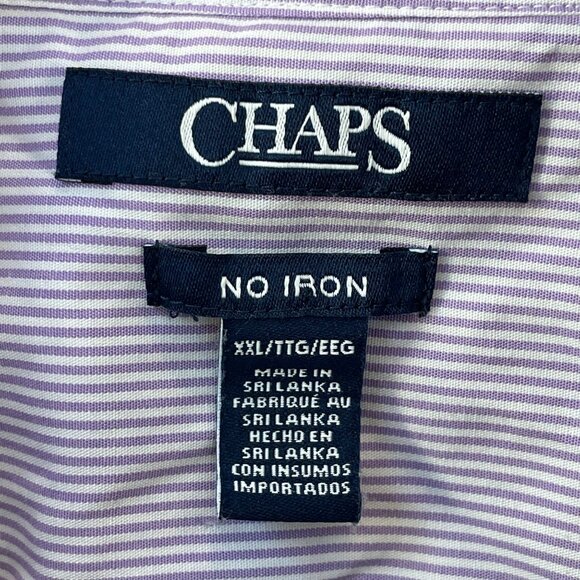 CHAPS
NO IRON
XXL/TTG/EEG
MADE IN
SRI LANKA
FABRIQUÉ AU
SRI LANKA
HECHO EN
SRI LANKA
CON INSUMOS
IMPORTADOS